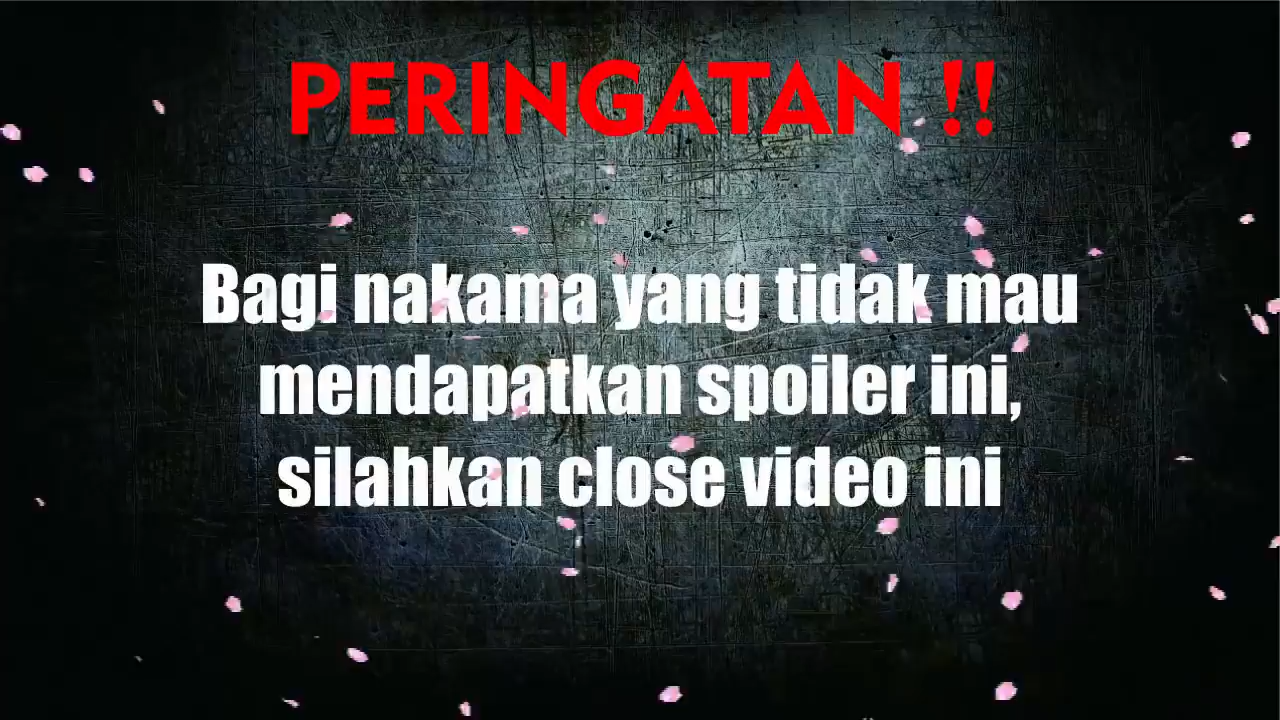 PERINGATAN !!
Bagi nakama yang tidak mau
mendapatkan spoiler ini,
silahkan close video ini